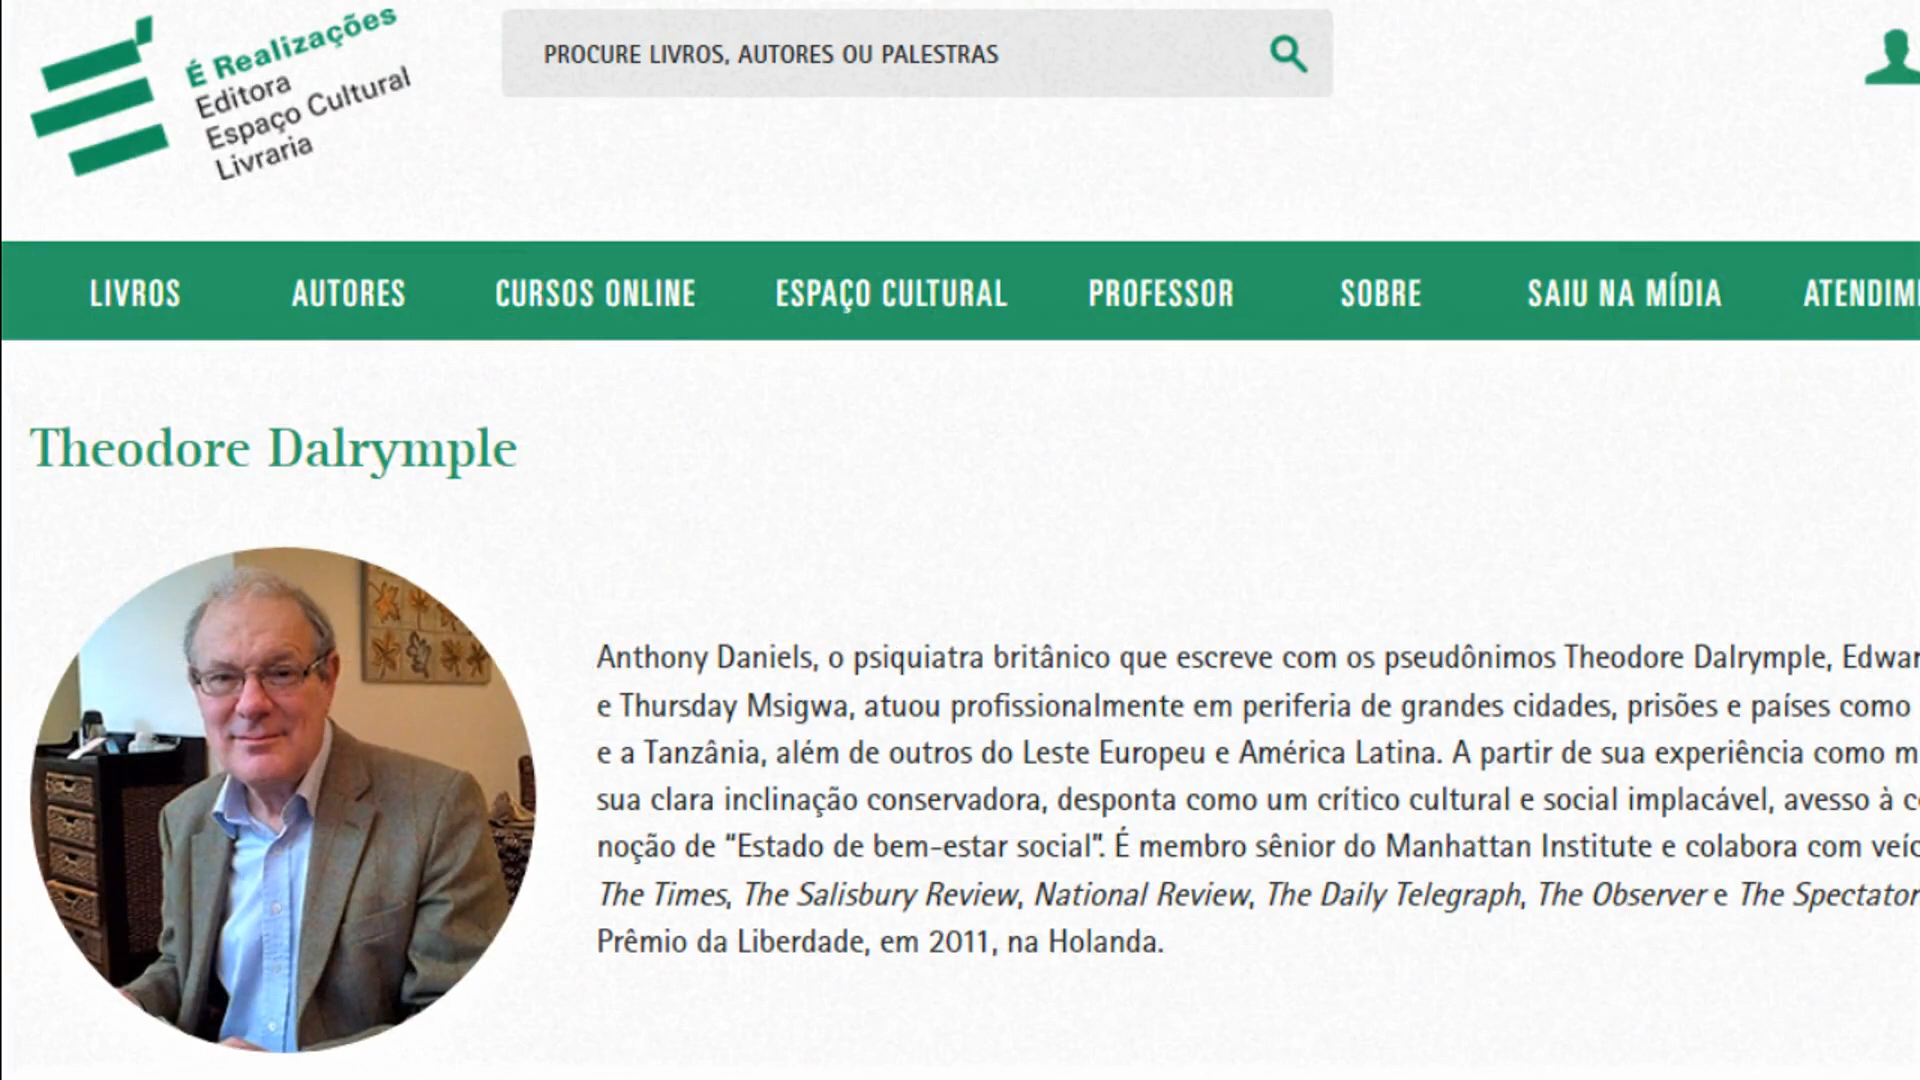 É Realizações
Editora
Espaço Cultural
Livraria
PROCURE LIVROS, AUTORES OU PALESTRAS
LIVROS AUTORES CURSOS ONLINE ESPAÇO CULTURAL PROFESSOR SOBRE SAIU NA MÍDIA
Theodore Dalrymple
Anthony Daniels, o psiquiatra britânico que escreve com os pseudônimos Theodore Dalrymple,
e Thursday Msigwa, atuou profissionalmente em periferia de grandes cidades, prisões e países como
e a Tanzânia, além de outros do Leste Europeu e América Latina. A partir de sua experiência como
sua clara inclinação conservadora, desponta como um crítico cultural e social implacável, avesso à
noção de “Estado de bem-estar social”. É membro sênior do Manhattan Institute e colabora com
The Times, The Salisbury Review, National Review, The Daily Telegraph, The Observer e The Spectator
Prêmio da Liberdade, em 2011, na Holanda.